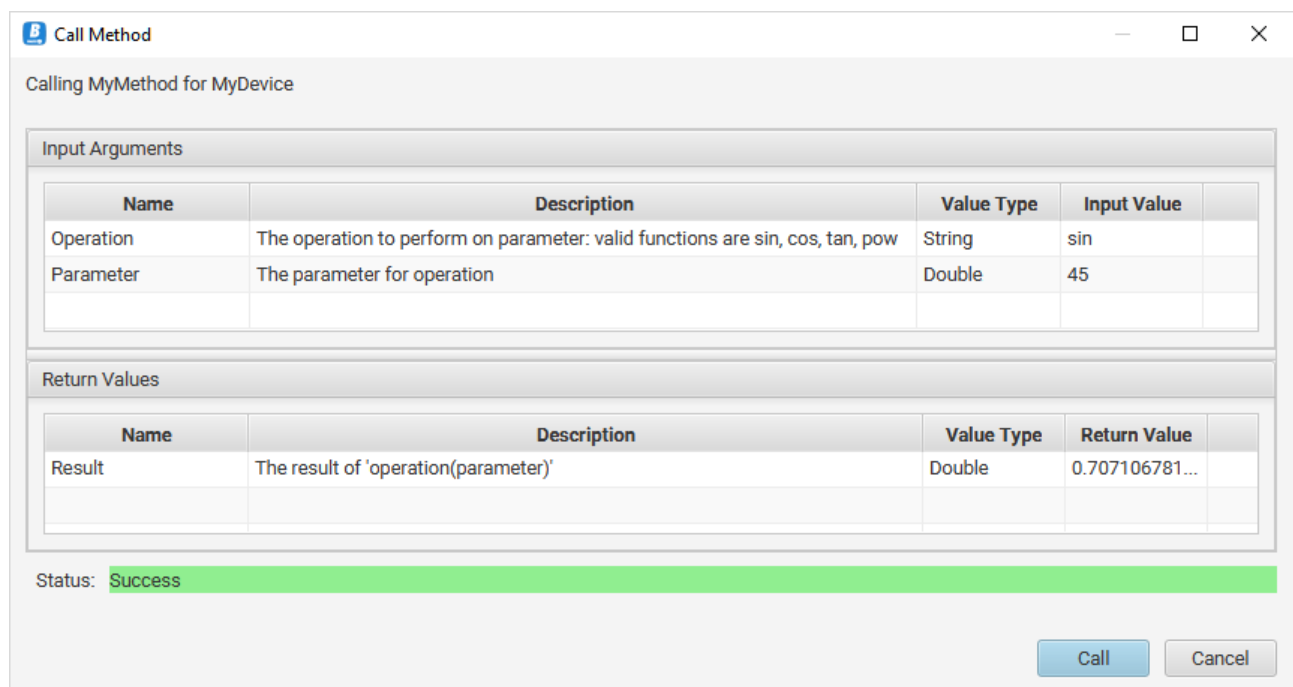 Call Method
Calling MyMethod for MyDevice
Input Arguments
Name Description Value Type Input Value
Operation The operation to perform on parameter: valid functions are sin, cos, tan, pow String sin
Parameter The parameter for operation Double 45
Return Values
Name Description Value Type Return Value
Result The result of 'operation(parameter)' Double 0.707106781...
Status: Success
Call Cancel